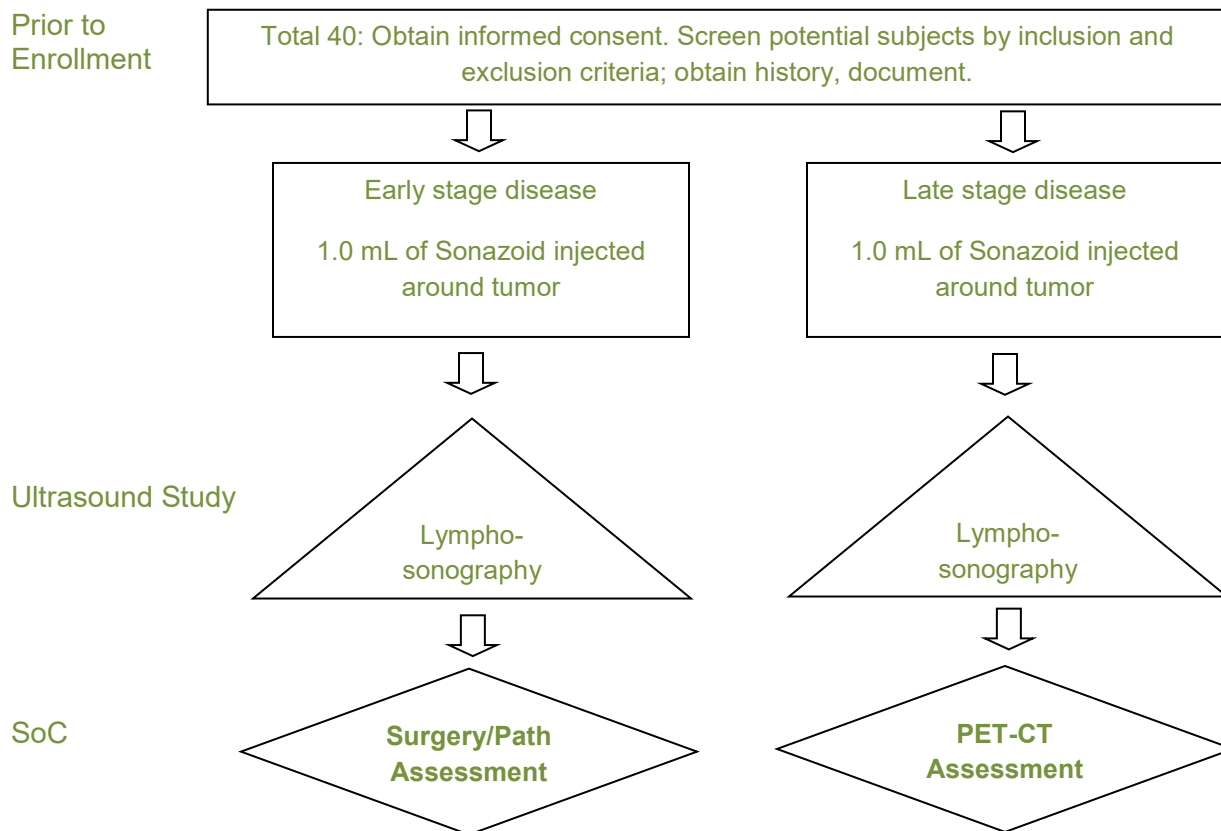 Prior to
Enrollment
Total 40: Obtain informed consent. Screen potential subjects by inclusion and
exclusion criteria; obtain history, document.
Early stage disease
1.0 mL of Sonazoid injected
around tumor
Late stage disease
1.0 mL of Sonazoid injected
around tumor
Ultrasound Study
Lympho-
sonography
Lympho-
sonography
SoC
Surgery/Path
Assessment
PET-CT
Assessment